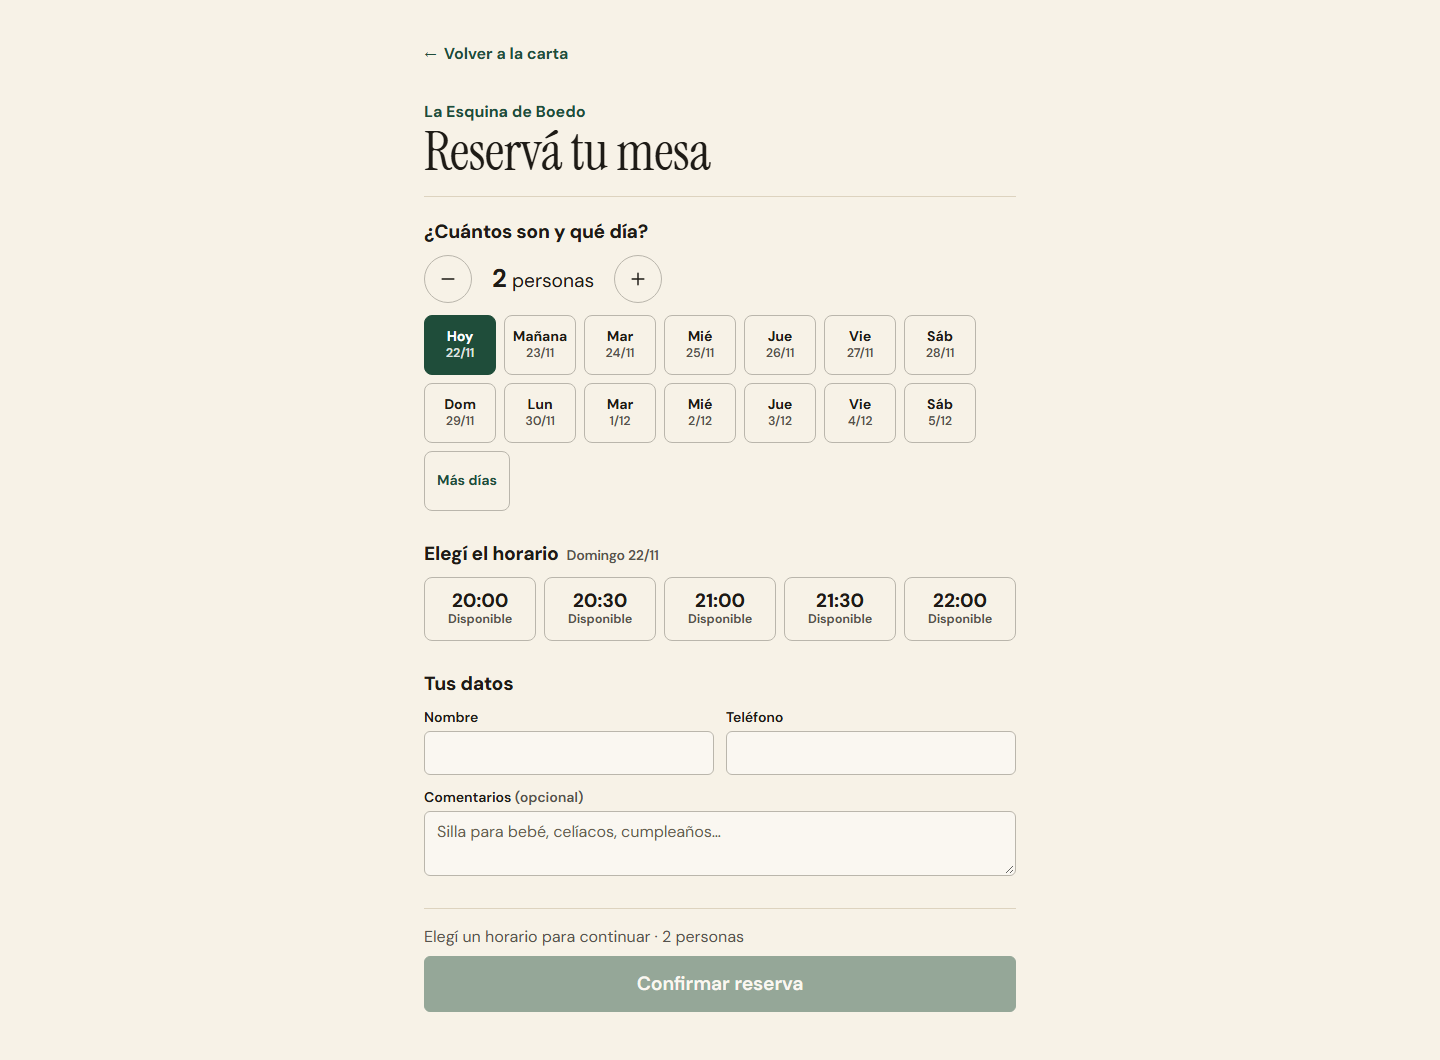 ← Volver a la carta
La Esquina de Boedo
Reservá tu mesa
¿Cuántos son y qué día?
− 2 personas +
Hoy Mañana Mar Mié Jue Vie Sáb
22/11 23/11 24/11 25/11 26/11 27/11 28/11
Dom Lun Mar Mié Jue Vie Sáb
29/11 30/11 1/12 2/12 3/12 4/12 5/12
Más días
Elegí el horario Domingo 22/11
20:00 20:30 21:00 21:30 22:00
Disponible Disponible Disponible Disponible Disponible
Tus datos
Nombre Teléfono
Comentarios (opcional)
Silla para bebé, celíacos, cumpleaños…
Elegí un horario para continuar · 2 personas
Confirmar reserva